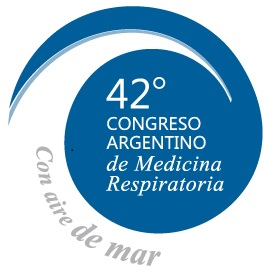 42°
CONGRESO
ARGENTINO
de Medicina
Respiratoria
Con aire de mar